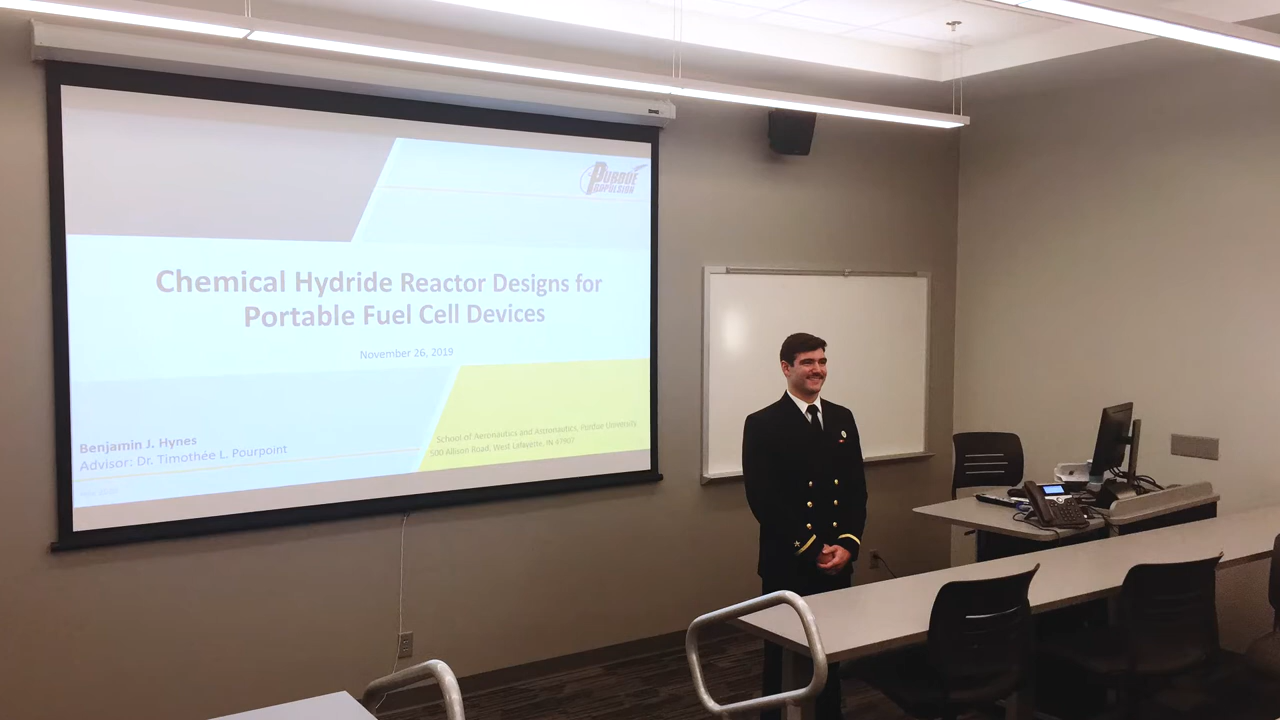 PURDUE
PROPULSION
Chemical Hydride Reactor Designs for
Portable Fuel Cell Devices
November 26, 2019
Benjamin J. Hynes
Advisor: Dr. Timothée L. Pourpoint
School of Aeronautics and Astronautics, Purdue University
500 Allison Road, West Lafayette, IN 47907